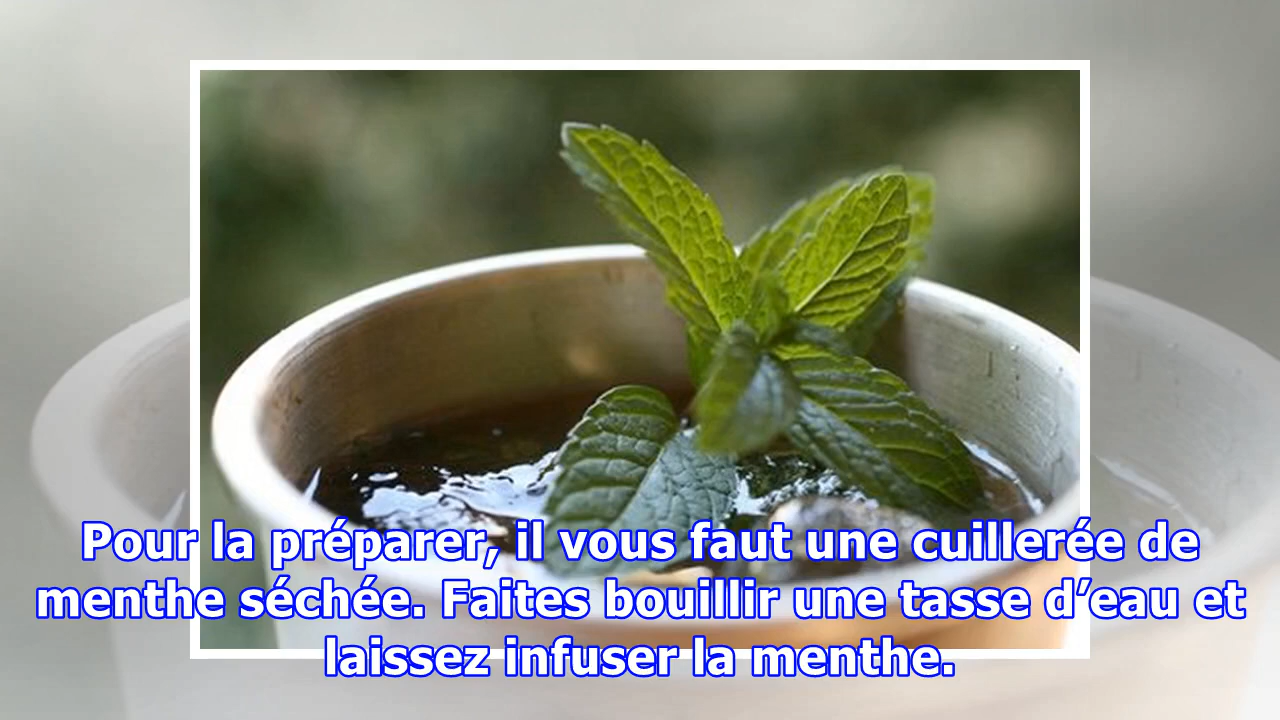 Pour la préparer, il vous faut une cuillerée de
menthe séchée. Faites bouillir une tasse d’eau et
laissez infuser la menthe.